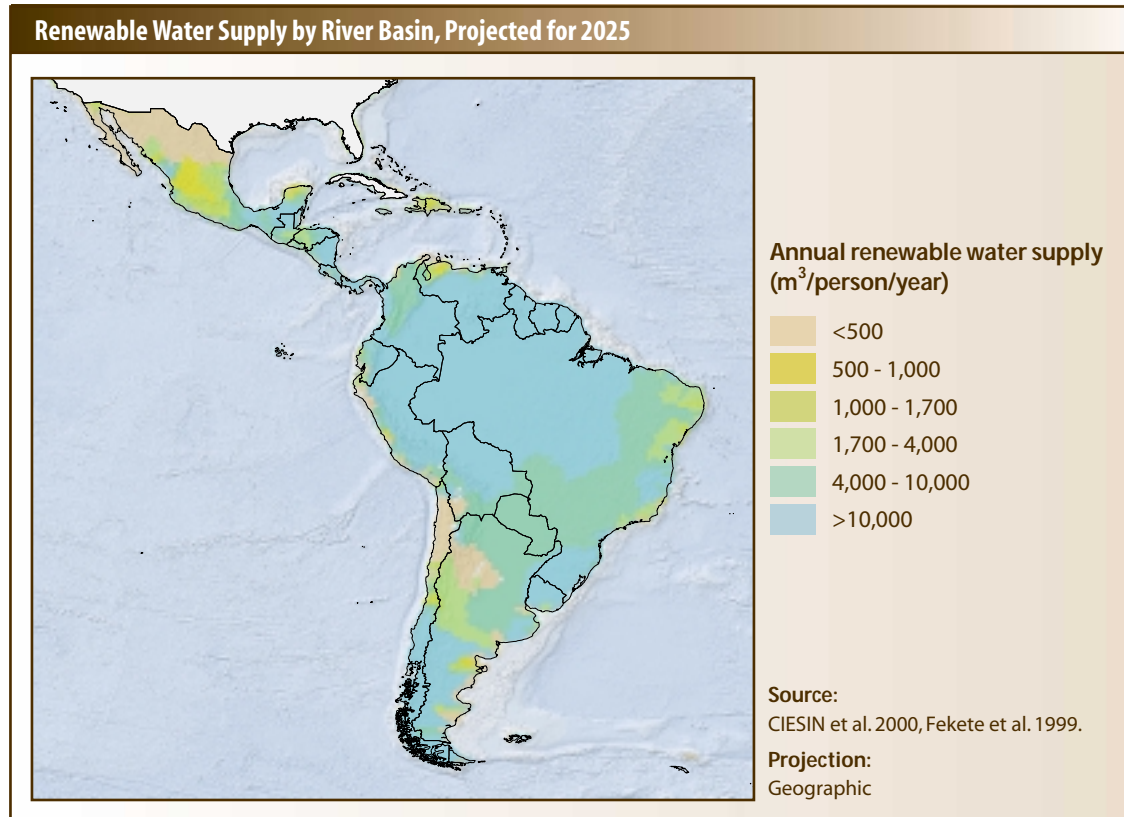 Renewable Water Supply by River Basin, Projected for 2025
Annual renewable water supply
(m³/person/year)
<500
500 - 1,000
1,000 - 1,700
1,700 - 4,000
4,000 - 10,000
>10,000
Source:
CIESIN et al. 2000, Fekete et al. 1999.
Projection:
Geographic